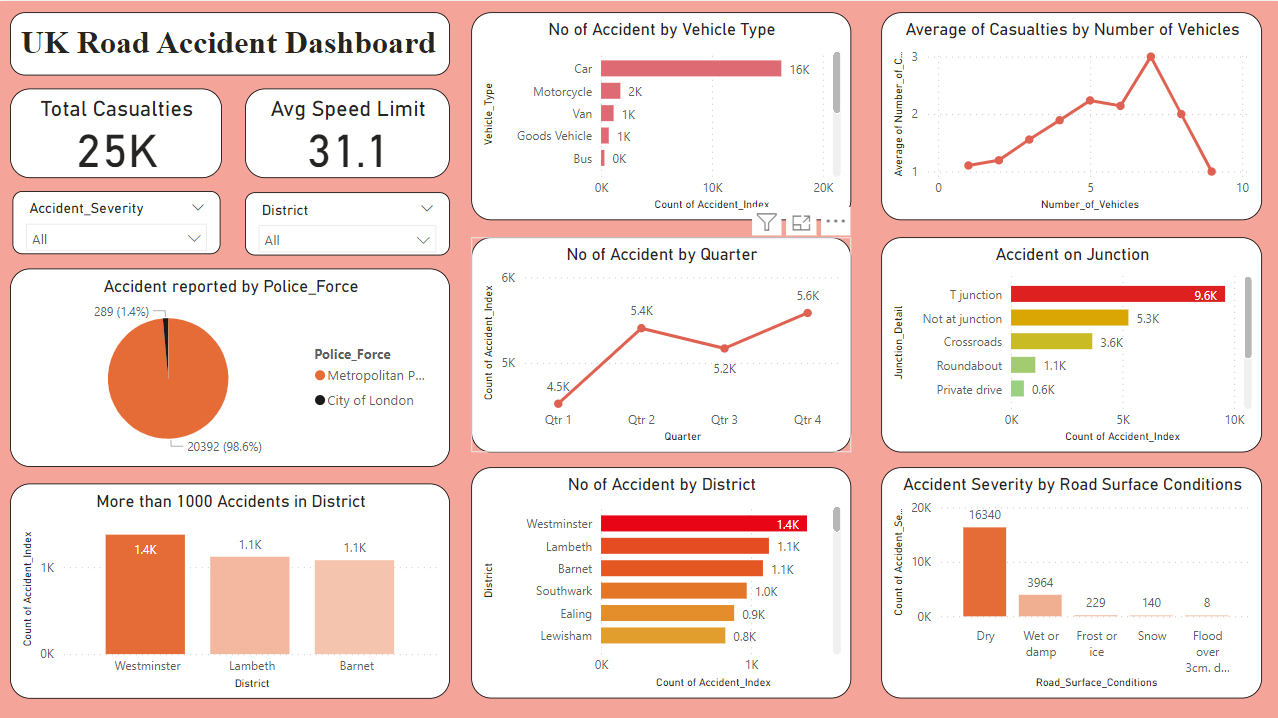 UK Road Accident Dashboard
Total Casualties
25K
Avg Speed Limit
31.1
Accident_Severity
All
District
All
Accident reported by Police_Force
289 (1.4%)
20392 (98.6%)
Police_Force
Metropolitan P...
City of London
More than 1000 Accidents in District
Count of Accident_Index
1K
0K
1.4K
1.1K
1.1K
Westminster
Lambeth
Barnet
District
No of Accident by Vehicle Type
Vehicle_Type
Car
16K
Motorcycle
2K
Van
1K
Goods Vehicle
1K
Bus
0K
0K
10K
20K
Count of Accident_Index
No of Accident by Quarter
Count of Accident_Index
6K
5K
4.5K
5.4K
5.2K
5.6K
Qtr 1
Qtr 2
Qtr 3
Qtr 4
Quarter
No of Accident by District
District
Westminster
1.4K
Lambeth
1.1K
Barnet
1.1K
Southwark
1.0K
Ealing
0.9K
Lewisham
0.8K
0K
1K
Count of Accident_Index
Average of Casualties by Number of Vehicles
Average of Number_of_C...
3
2
1
0
5
10
Number_of_Vehicles
Accident on Junction
Junction_Detail
T junction
9.6K
Not at junction
5.3K
Crossroads
3.6K
Roundabout
1.1K
Private drive
0.6K
0K
5K
10K
Count of Accident_Index
Accident Severity by Road Surface Conditions
Count of Accident_Se...
20K
10K
0K
16340
3964
229
140
8
Dry
Wet or
damp
Frost or
ice
Snow
Flood
over
3cm. d...
Road_Surface_Conditions